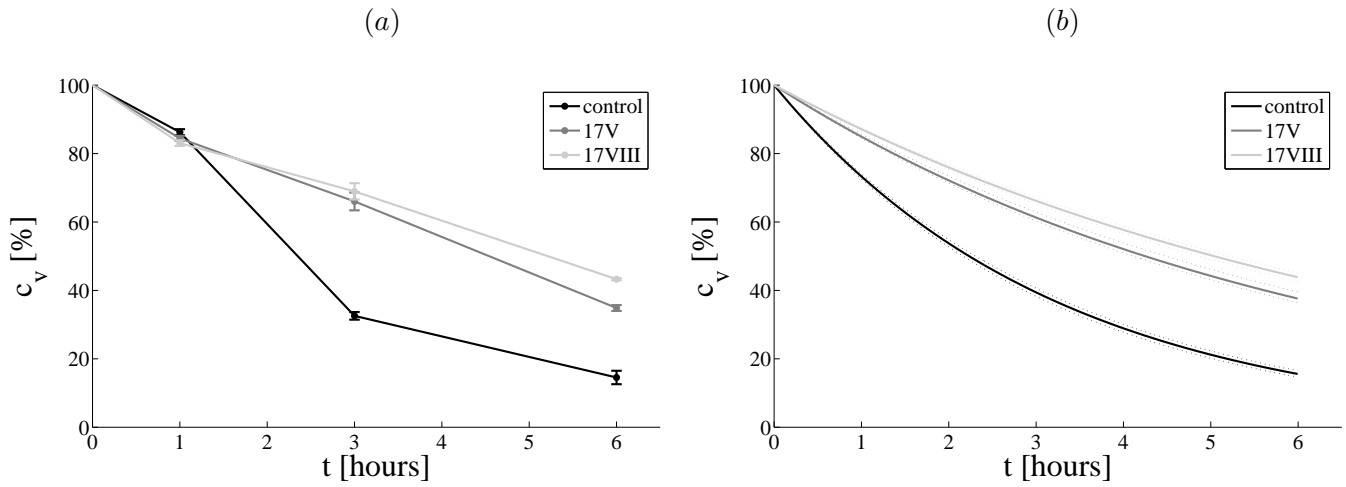 (a) (b)
100 100
control control
17V 17V
80 17VIII 80 17VIII
60 60
c_v [%] c_v [%]
40 40
20 20
0 0
0 1 2 3 4 5 6 0 1 2 3 4 5 6
t [hours] t [hours]